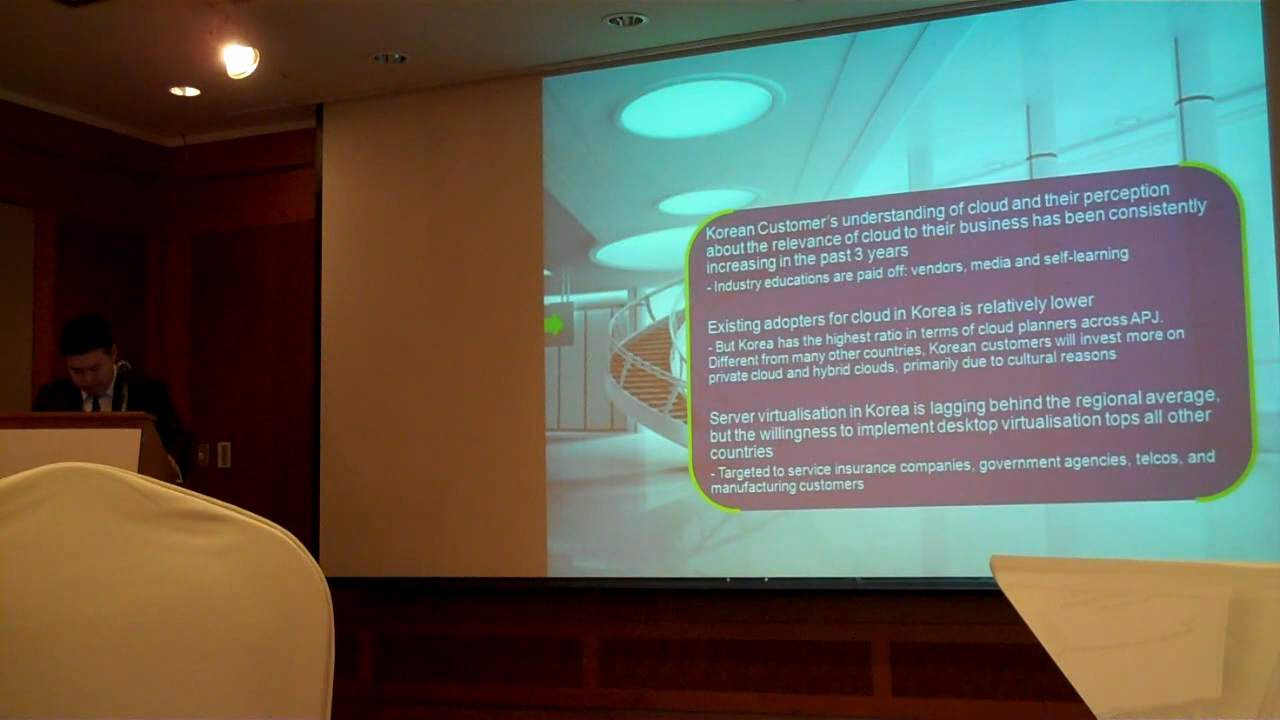 Korean Customer's understanding of cloud and their perception
about the relevance of cloud to their business has been consistently
increasing in the past 3 years
- Industry educations are paid off: vendors, media and self-learning
Existing adopters for cloud in Korea is relatively lower
- But Korea has the highest ratio in terms of cloud planners across APJ.
Different from many other countries, Korean customers will invest more on
private cloud and hybrid clouds, primarily due to cultural reasons
Server virtualisation in Korea is lagging behind the regional average,
but the willingness to implement desktop virtualisation tops all other
countries
- Targeted to service insurance companies, government agencies, telcos, and
manufacturing customers